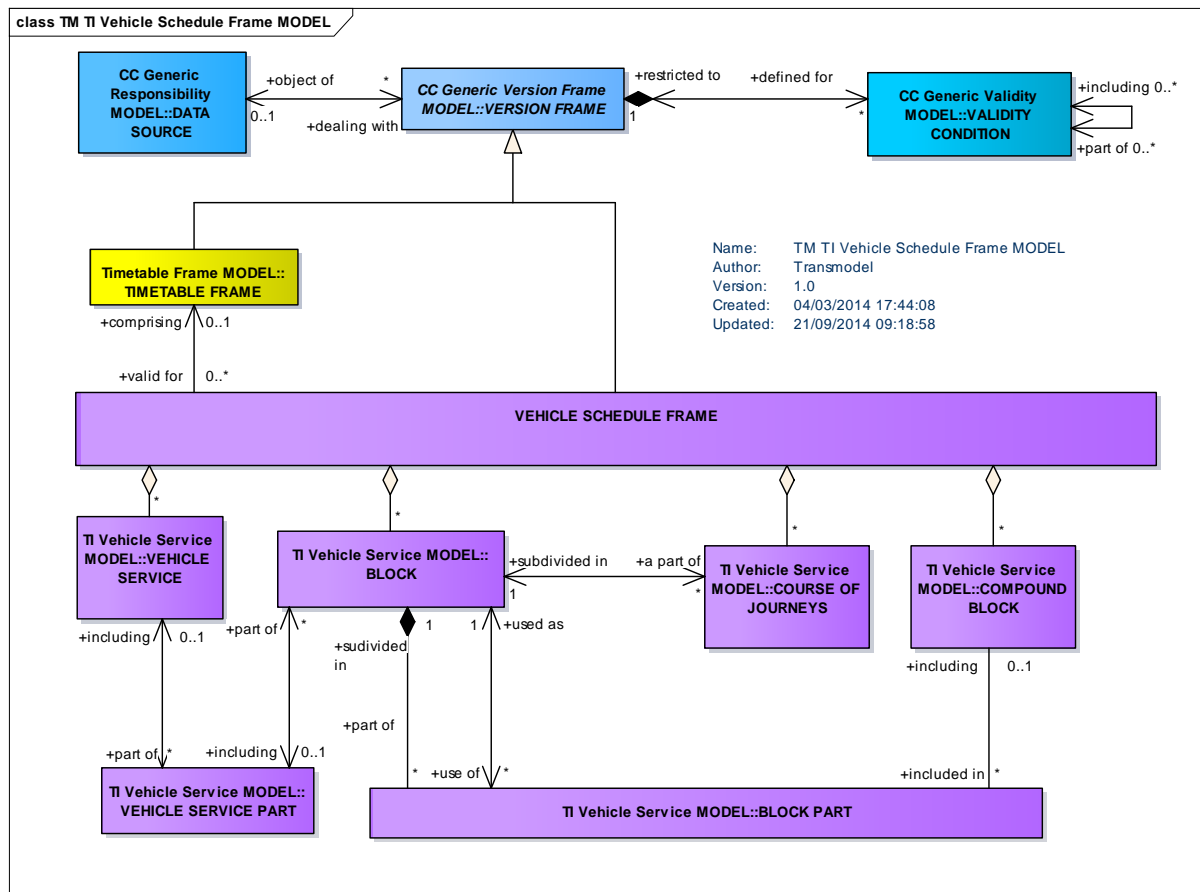 class TM TI Vehicle Schedule Frame MODEL
CC Generic
Responsibility
MODEL::DATA
SOURCE
+object of
*
0..1
+dealing with
CC Generic Version Frame
MODEL::VERSION FRAME
+restricted to
+defined for
1
*
CC Generic Validity
MODEL::VALIDITY
CONDITION
+including 0..*
+part of 0..*
Timetable Frame MODEL::
TIMETABLE FRAME
Name: TM TI Vehicle Schedule Frame MODEL
Author: Transmodel
Version: 1.0
Created: 04/03/2014 17:44:08
Updated: 21/09/2014 09:18:58
+comprising 0..1
+valid for 0..*
VEHICLE SCHEDULE FRAME
*
*
*
*
TI Vehicle Service
MODEL::VEHICLE
SERVICE
TI Vehicle Service MODEL::
BLOCK
+subdivided in
+a part of
1
*
TI Vehicle Service
MODEL::COURSE OF
JOURNEYS
TI Vehicle Service
MODEL::COMPOUND
BLOCK
+including 0..1
+part of *
+sudivided
in
1
1 +used as
+including 0..1
+part of
+part of *
+including 0..1
*
+use of *
+included in *
TI Vehicle Service MODEL::
VEHICLE SERVICE PART
TI Vehicle Service MODEL::BLOCK PART